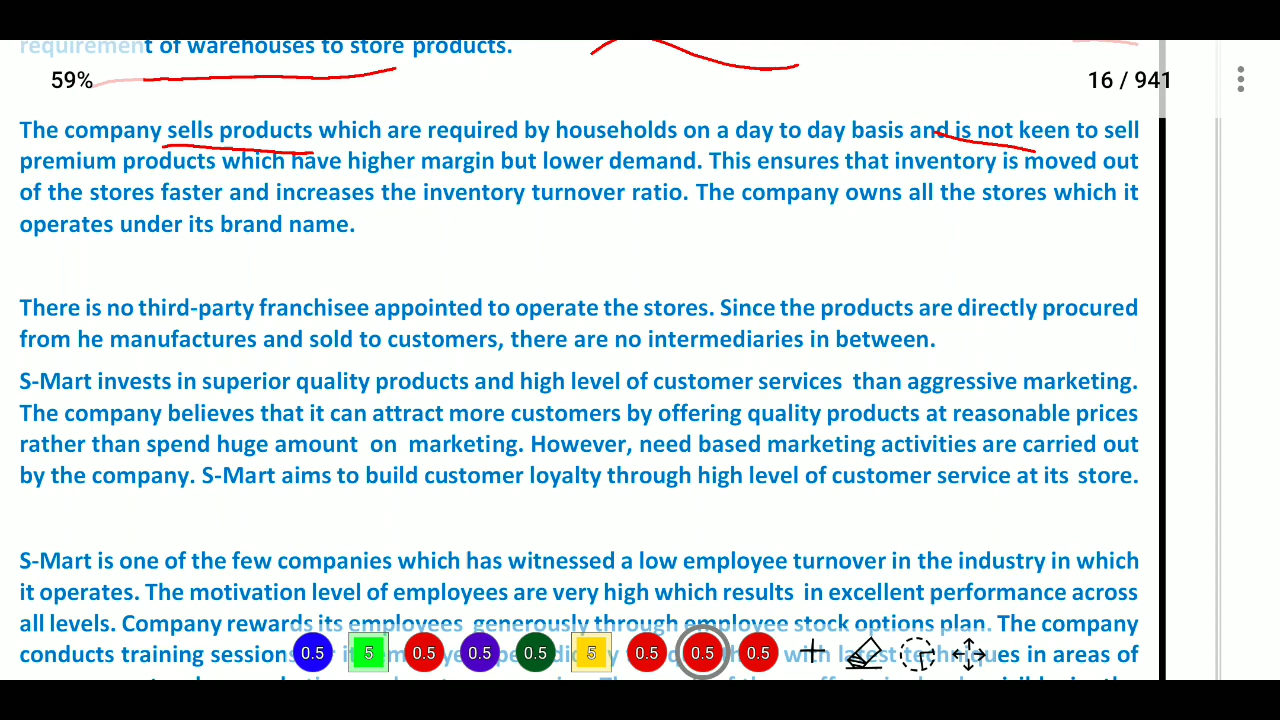 requirement of warehouses to store products.
59%
16 / 941
The company sells products which are required by households on a day to day basis and is not keen to sell
premium products which have higher margin but lower demand. This ensures that inventory is moved out
of the stores faster and increases the inventory turnover ratio. The company owns all the stores which it
operates under its brand name.
There is no third-party franchisee appointed to operate the stores. Since the products are directly procured
from he manufactures and sold to customers, there are no intermediaries in between.
S-Mart invests in superior quality products and high level of customer services than aggressive marketing.
The company believes that it can attract more customers by offering quality products at reasonable prices
rather than spend huge amount on marketing. However, need based marketing activities are carried out
by the company. S-Mart aims to build customer loyalty through high level of customer service at its store.
S-Mart is one of the few companies which has witnessed a low employee turnover in the industry in which
it operates. The motivation level of employees are very high which results in excellent performance across
all levels. Company rewards its employees generously through employee stock options plan. The company
conducts training sessions with latest techniques in areas of
0.5 5 0.5 0.5 0.5 5 0.5 0.5 0.5